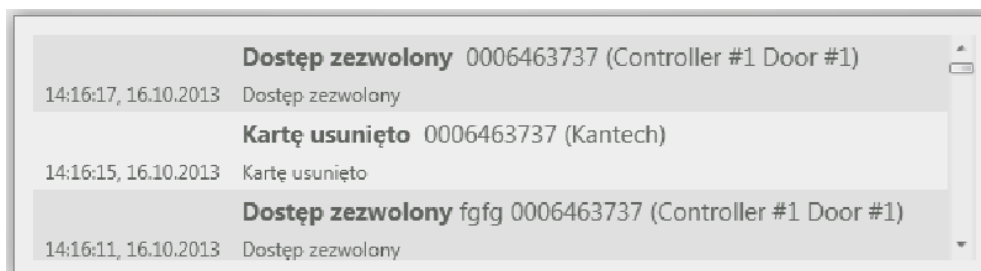 Dostęp zezwolony 0006463737 (Controller #1 Door #1)
14:16:17, 16.10.2013 Dostęp zezwolony
Kartę usunięto 0006463737 (Kantech)
14:16:15, 16.10.2013 Kartę usunięto
Dostęp zezwolony fgfg 0006463737 (Controller #1 Door #1)
14:16:11, 16.10.2013 Dostęp zezwolony